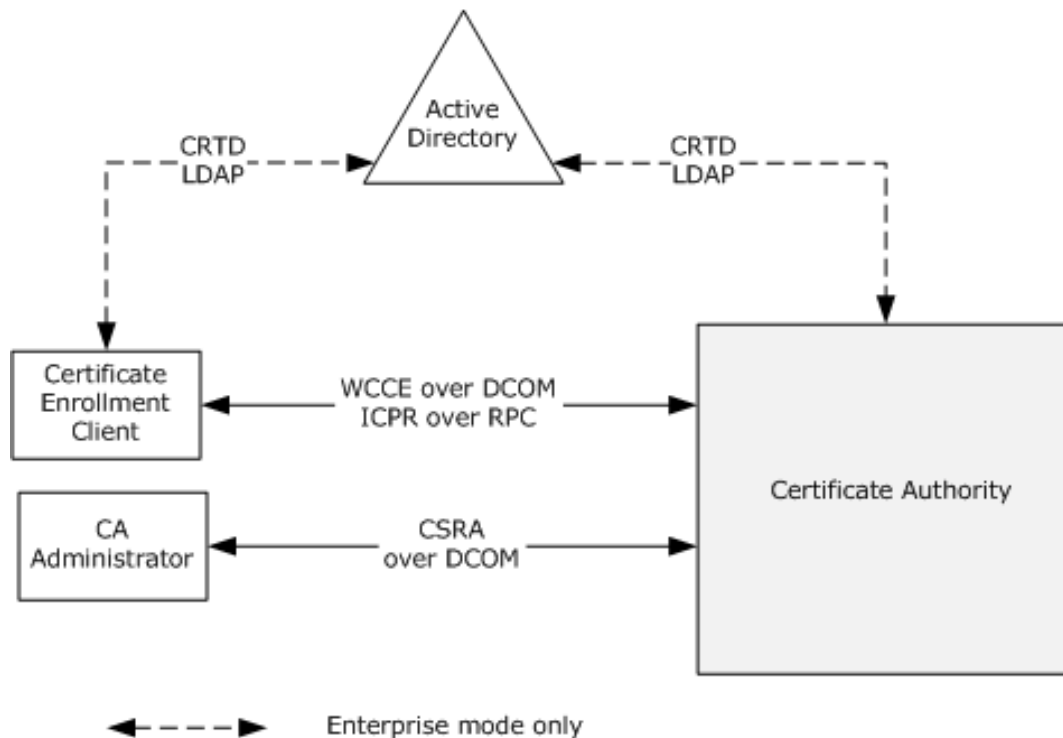 Active
Directory
CRTD
LDAP
CRTD
LDAP
Certificate
Enrollment
Client
WCCE over DCOM
ICPR over RPC
Certificate Authority
CA
Administrator
CSRA
over DCOM
Enterprise mode only